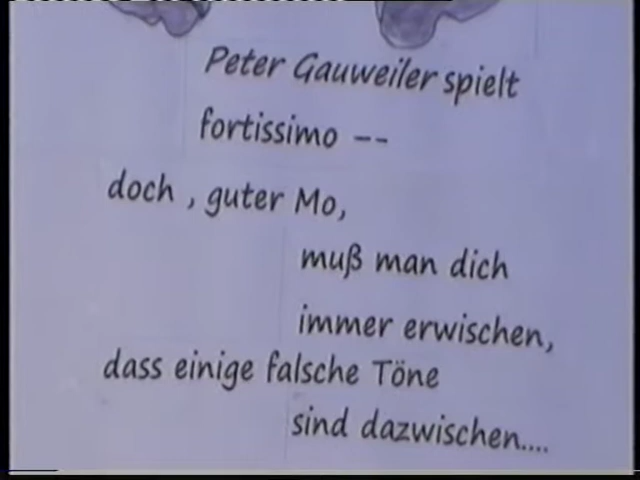 Peter Gauweiler spielt
fortissimo --
doch , guter Mo,
muß man dich
immer erwischen,
dass einige falsche Töne
sind dazwischen....